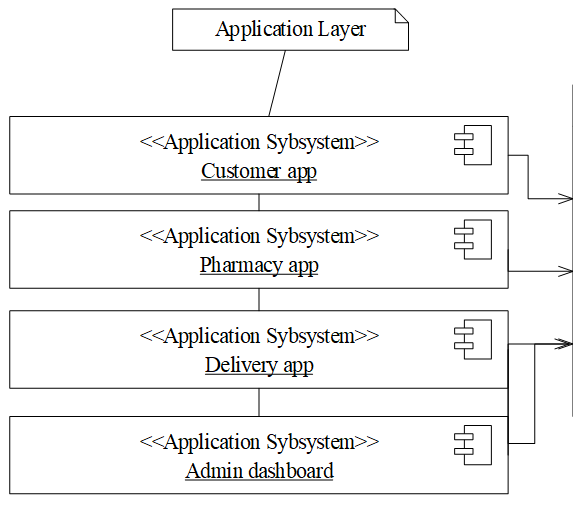 Application Layer
<<Application Sybsystem>>
Customer app
<<Application Sybsystem>>
Pharmacy app
<<Application Sybsystem>>
Delivery app
<<Application Sybsystem>>
Admin dashboard